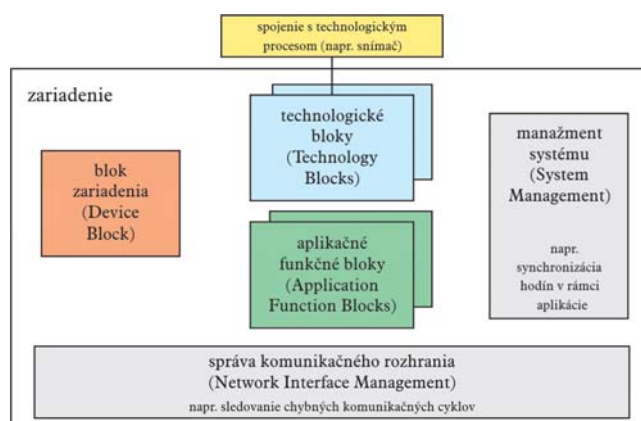 spojenie s technologickým
procesom (napr. snímač)
zariadenie
technologické
bloky
(Technology
Blocks)
manažment
systému
(System
Management)
napr.
synchronizácia
hodín v rámci
aplikácie
blok
zariadenia
(Device
Block)
aplikačné
funkčné bloky
(Application
Function Blocks)
správa komunikačného rozhrania
(Network Interface Management)
napr. sledovanie chybných komunikačných cyklov